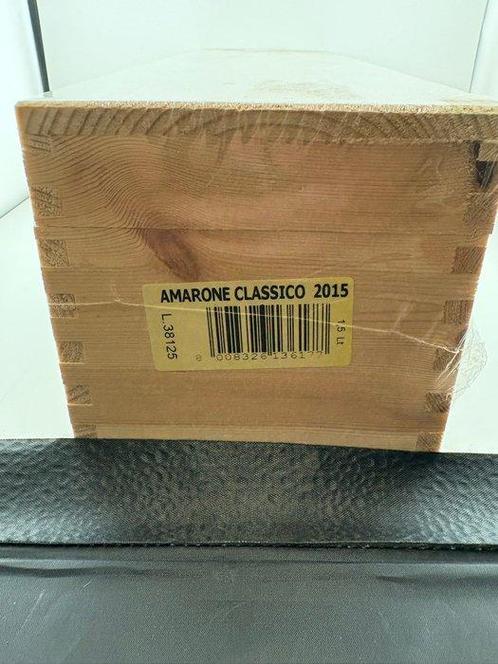 AMARONE CLASSICO 2015
L.38125
1.5 Lt
8 008326 136177